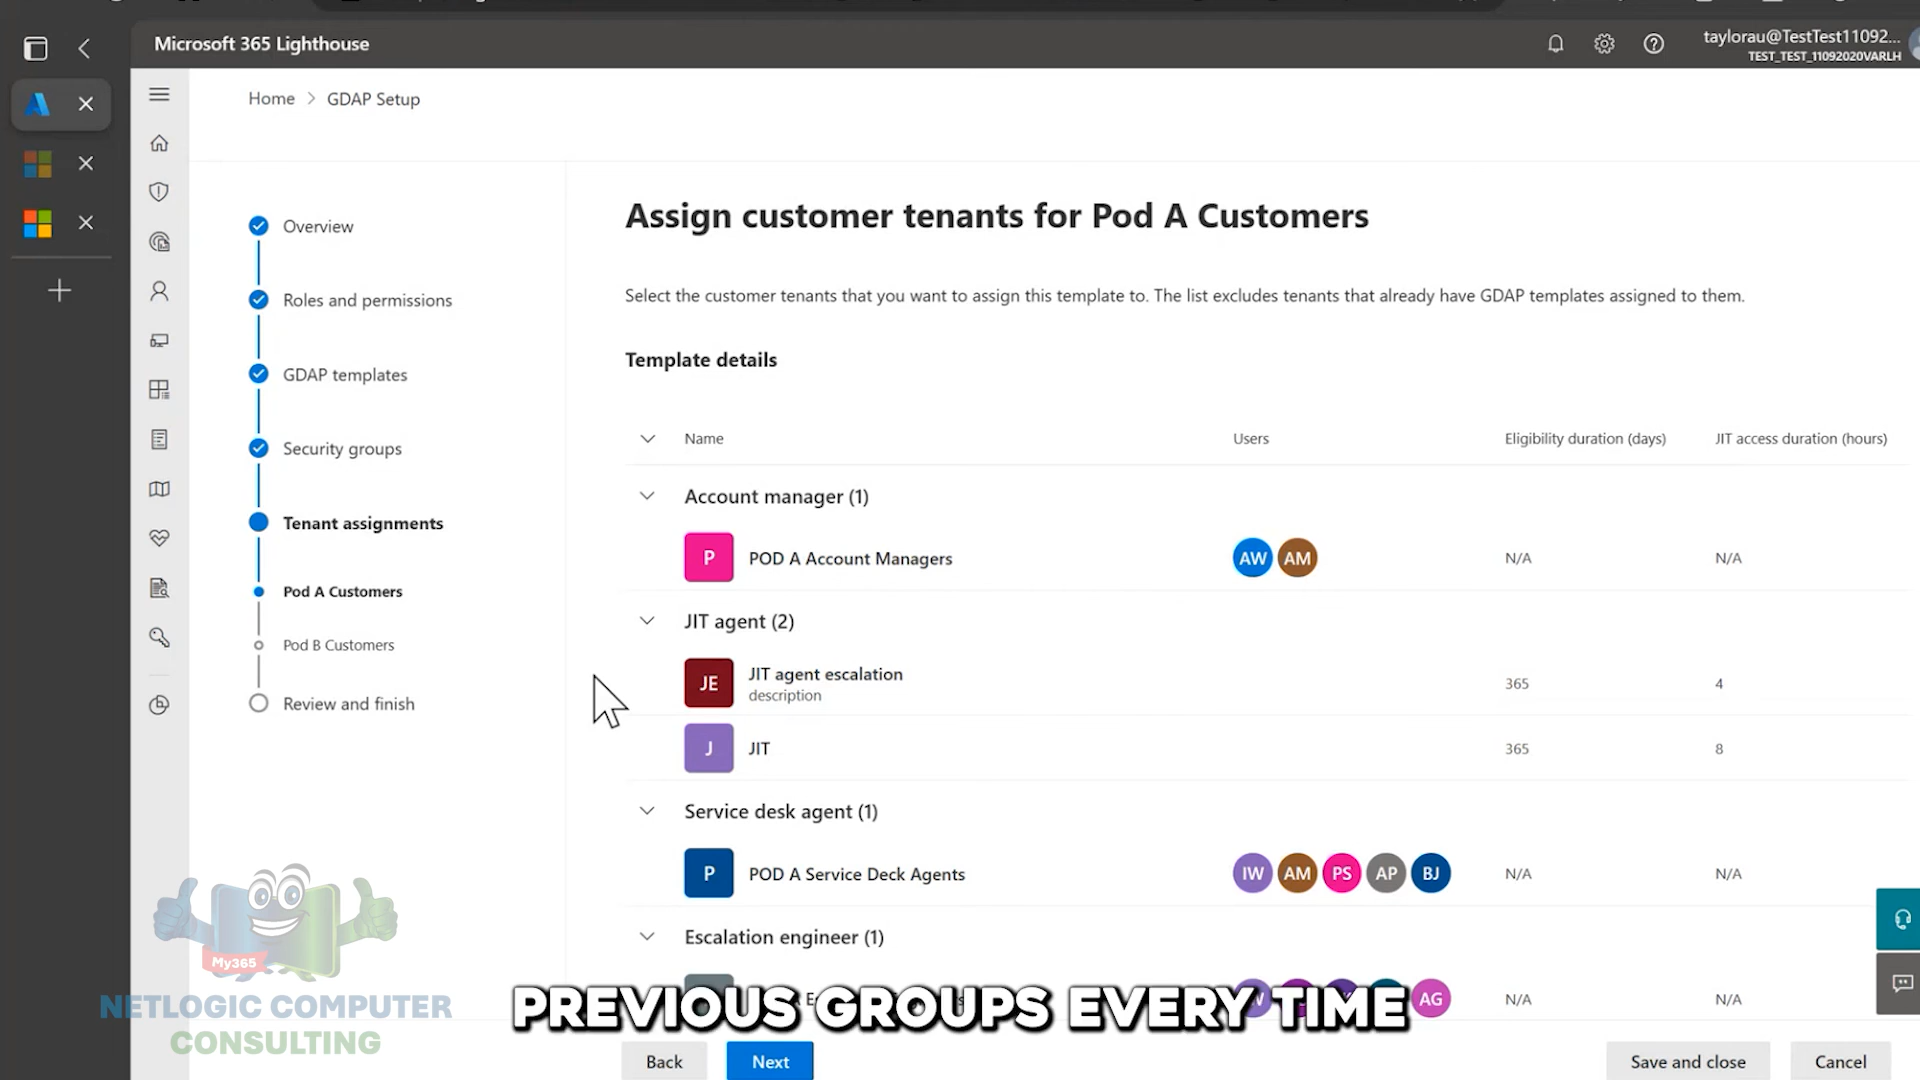 Microsoft 365 Lighthouse
taylorau@TestTest11092...
TEST_TEST_11092020VARLH
Home > GDAP Setup
Overview
Roles and permissions
GDAP templates
Security groups
Tenant assignments
Pod A Customers
Pod B Customers
Review and finish
Assign customer tenants for Pod A Customers
Select the customer tenants that you want to assign this template to. The list excludes tenants that already have GDAP templates assigned to them.
Template details
Name Users Eligibility duration (days) JIT access duration (hours)
Account manager (1)
P POD A Account Managers AW AM N/A N/A
JIT agent (2)
JE JIT agent escalation 365 4
description
J JIT 365 8
Service desk agent (1)
P POD A Service Deck Agents IW AM PS AP BJ N/A N/A
Escalation engineer (1)
AG N/A N/A
PREVIOUS GROUPS EVERY TIME
My365
NETLOGIC COMPUTER
CONSULTING
Back Next Save and close Cancel